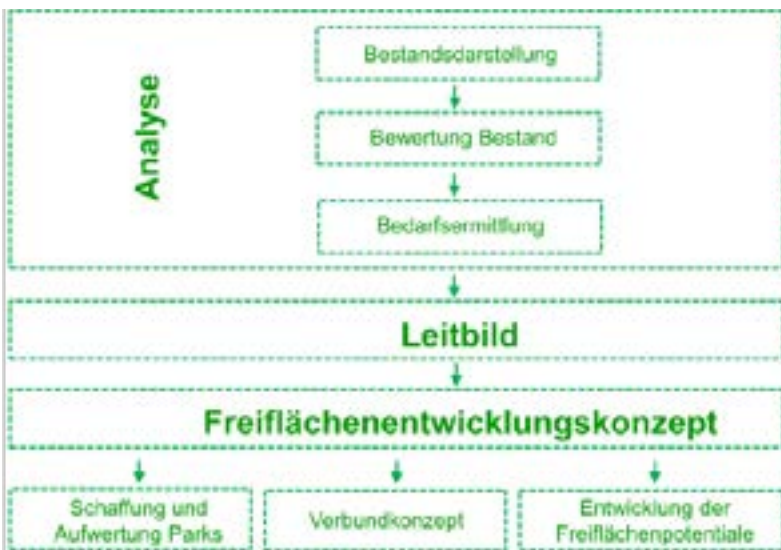 Analyse
Bestandsdarstellung
Bewertung Bestand
Bedarfsermittlung
Leitbild
Freiflächenentwicklungskonzept
Schaffung und
Aufwertung Parks
Verbundkonzept
Entwicklung der
Freiflächenpotentiale